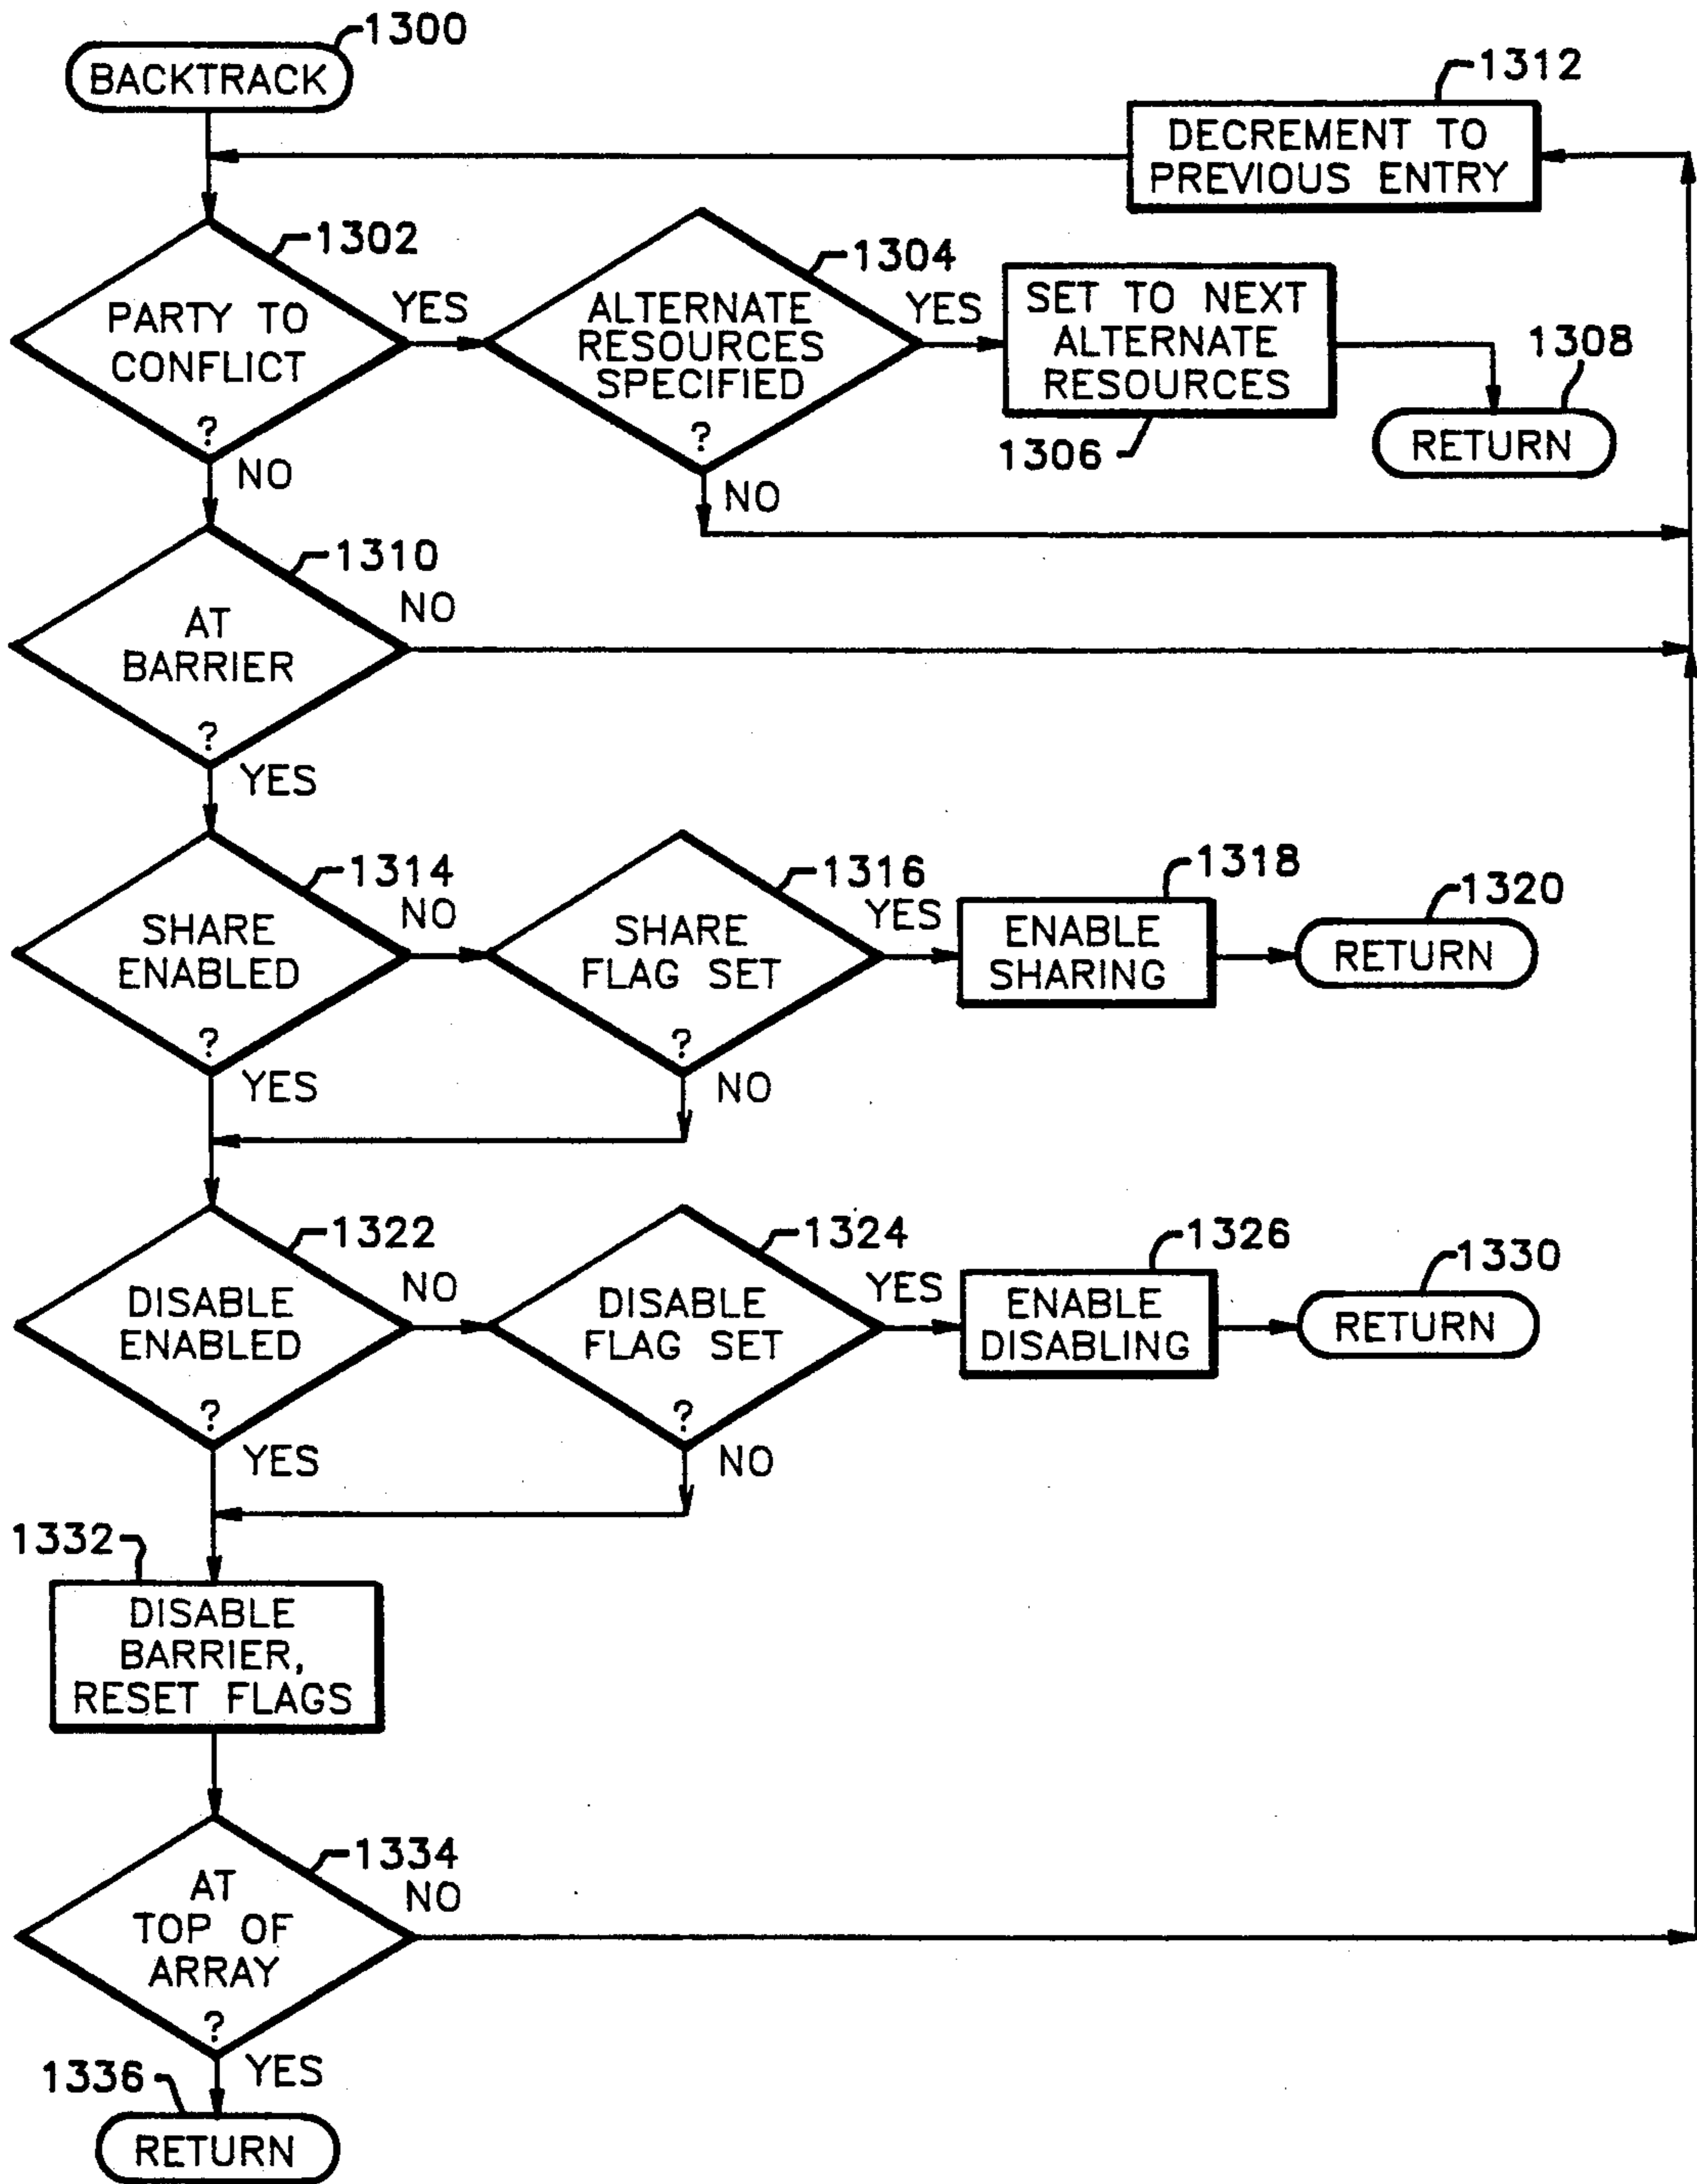 1300
BACKTRACK
1312
DECREMENT TO
PREVIOUS ENTRY
1302
PARTY TO
CONFLICT
?
YES
NO
1304
ALTERNATE
RESOURCES
SPECIFIED
?
YES
NO
SET TO NEXT
ALTERNATE
RESOURCES
1306
1308
RETURN
1310
AT
BARRIER
?
NO
YES
1314
SHARE
ENABLED
?
NO
YES
1316
SHARE
FLAG SET
?
YES
NO
1318
ENABLE
SHARING
1320
RETURN
1322
DISABLE
ENABLED
?
NO
YES
1324
DISABLE
FLAG SET
?
YES
NO
1326
ENABLE
DISABLING
1330
RETURN
1332
DISABLE
BARRIER,
RESET FLAGS
1334
AT
TOP OF
ARRAY
?
NO
YES
1336
RETURN